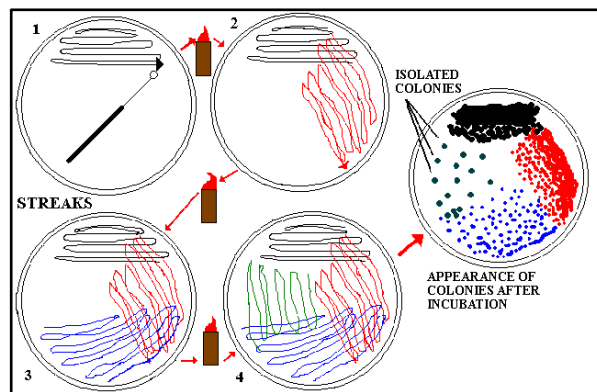 1
2
ISOLATED
COLONIES
STREAKS
3
4
APPEARANCE OF
COLONIES AFTER
INCUBATION